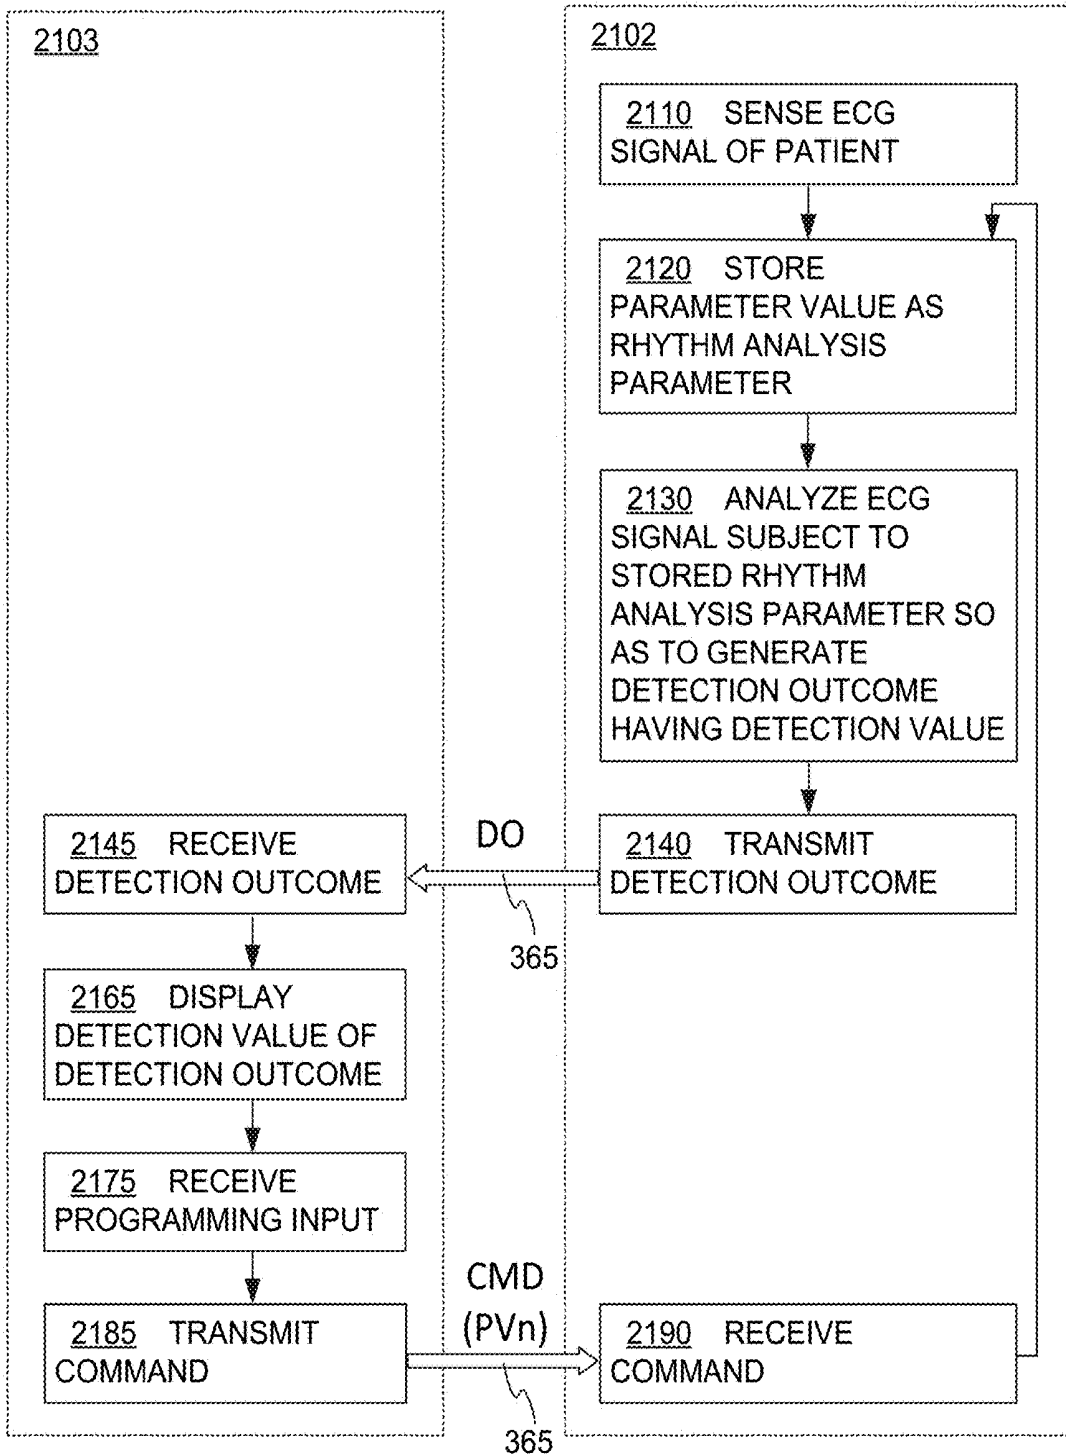 2103
2102
2110 SENSE ECG
SIGNAL OF PATIENT
2120 STORE
PARAMETER VALUE AS
RHYTHM ANALYSIS
PARAMETER
2130 ANALYZE ECG
SIGNAL SUBJECT TO
STORED RHYTHM
ANALYSIS PARAMETER SO
AS TO GENERATE
DETECTION OUTCOME
HAVING DETECTION VALUE
2140 TRANSMIT
DETECTION OUTCOME
DO
365
2145 RECEIVE
DETECTION OUTCOME
2165 DISPLAY
DETECTION VALUE OF
DETECTION OUTCOME
2175 RECEIVE
PROGRAMMING INPUT
2185 TRANSMIT
COMMAND
CMD
(PVn)
365
2190 RECEIVE
COMMAND